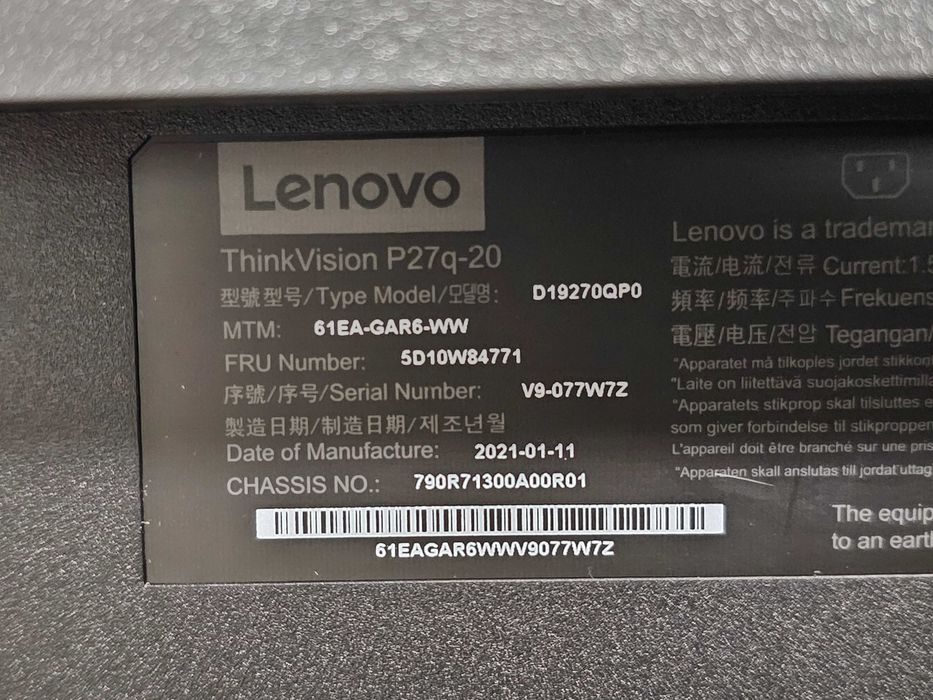 Lenovo
ThinkVision P27q-20
型號型号/Type Model/모델명: D19270QP0
MTM: 61EA-GAR6-WW
FRU Number: 5D10W84771
序號/序号/Serial Number: V9-077W7Z
製造日期/制造日期/제조년월
Date of Manufacture: 2021-01-11
CHASSIS NO.: 790R71300A00R01
61EAGAR6WWV9077W7Z
Lenovo is a tradema
電流/电流/전류 Current:1.5
頻率/频率/주파수 Frekuens
電壓/电压/전압 Tegangan/
"Apparatet må tilkoples jordet stikkon
"Laite on liitettävä suojakoskettimilla
"Apparatets stikprop skal tilsluttes e
som giver forbindelse til stikproppen
L'appareil doit être branché sur une pris
"Apparaten skall anslutas till jordat uttag
The equip
to an earth